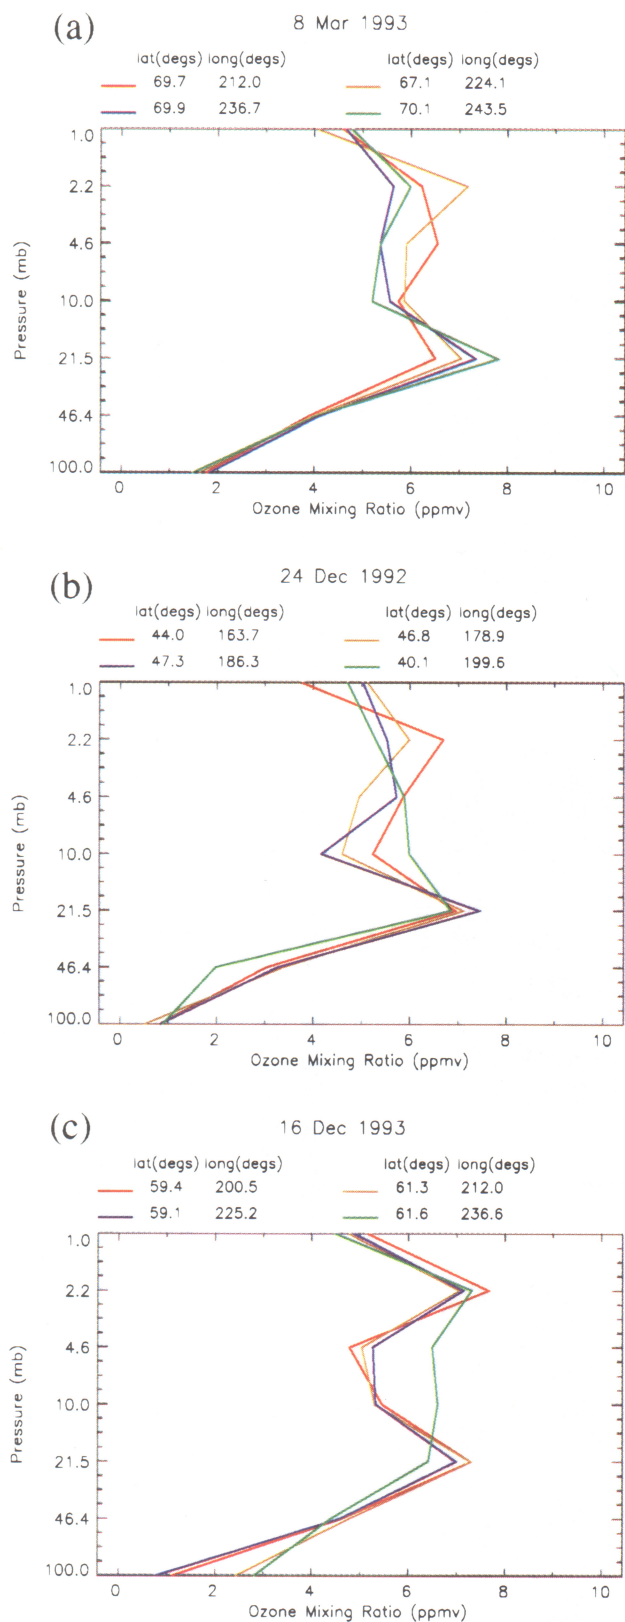 (a)
8 Mar 1993
lat(degs) long(degs) lat(degs) long(degs)
69.7 212.0 67.1 224.1
69.9 236.7 70.1 243.5
1.0
2.2
4.6
10.0
21.5
46.4
100.0
Pressure (mb)
0 2 4 6 8 10
Ozone Mixing Ratio (ppmv)
(b)
24 Dec 1992
lat(degs) long(degs) lat(degs) long(degs)
44.0 163.7 46.8 178.9
47.3 186.3 40.1 199.6
1.0
2.2
4.6
10.0
21.5
46.4
100.0
Pressure (mb)
0 2 4 6 8 10
Ozone Mixing Ratio (ppmv)
(c)
16 Dec 1993
lat(degs) long(degs) lat(degs) long(degs)
59.4 200.5 61.3 212.0
59.1 225.2 61.6 236.6
1.0
2.2
4.6
10.0
21.5
46.4
100.0
Pressure (mb)
0 2 4 6 8 10
Ozone Mixing Ratio (ppmv)